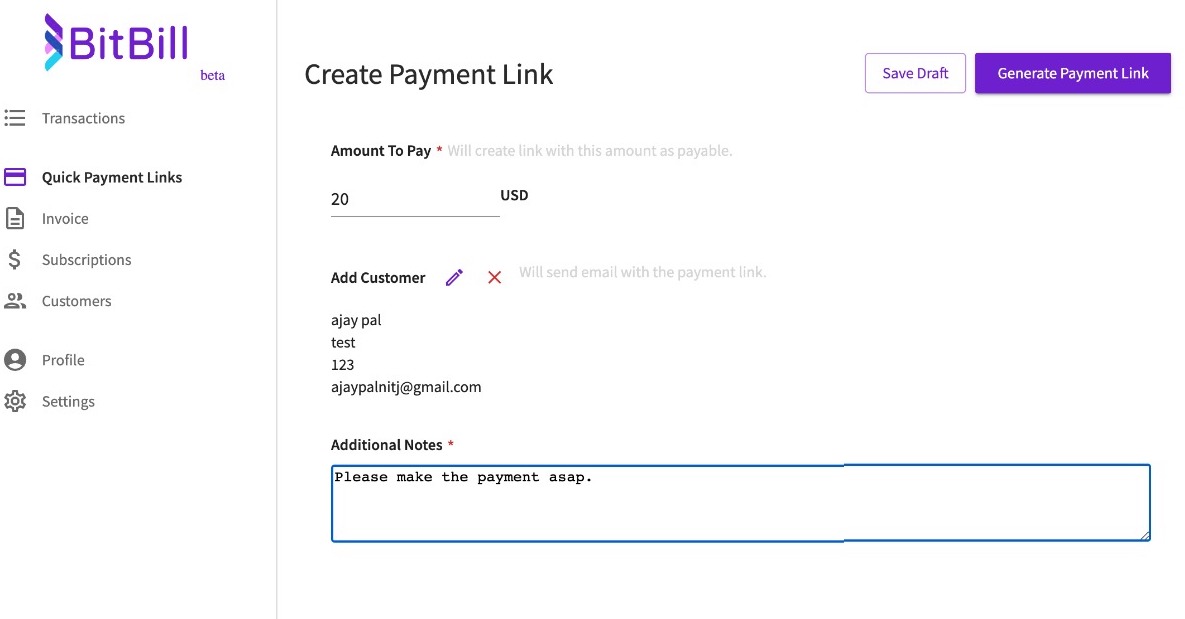 BitBill
beta
Transactions
Quick Payment Links
Invoice
Subscriptions
Customers
Profile
Settings
Create Payment Link
Save Draft
Generate Payment Link
Amount To Pay * Will create link with this amount as payable.
20 USD
Add Customer Will send email with the payment link.
ajay pal
test
123
ajaypalnitj@gmail.com
Additional Notes *
Please make the payment asap.